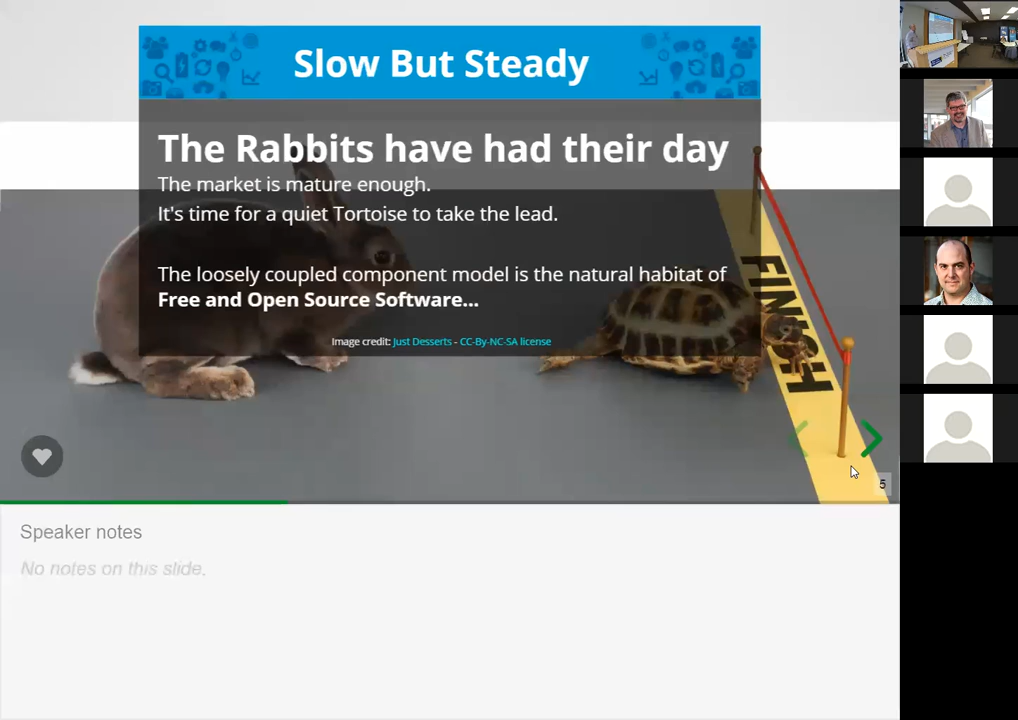 Slow But Steady
The Rabbits have had their day
The market is mature enough.
It's time for a quiet Tortoise to take the lead.
The loosely coupled component model is the natural habitat of
Free and Open Source Software...
Image credit: Just Desserts - CC-By-NC-SA license
FINISH
5
Speaker notes
No notes on this slide.